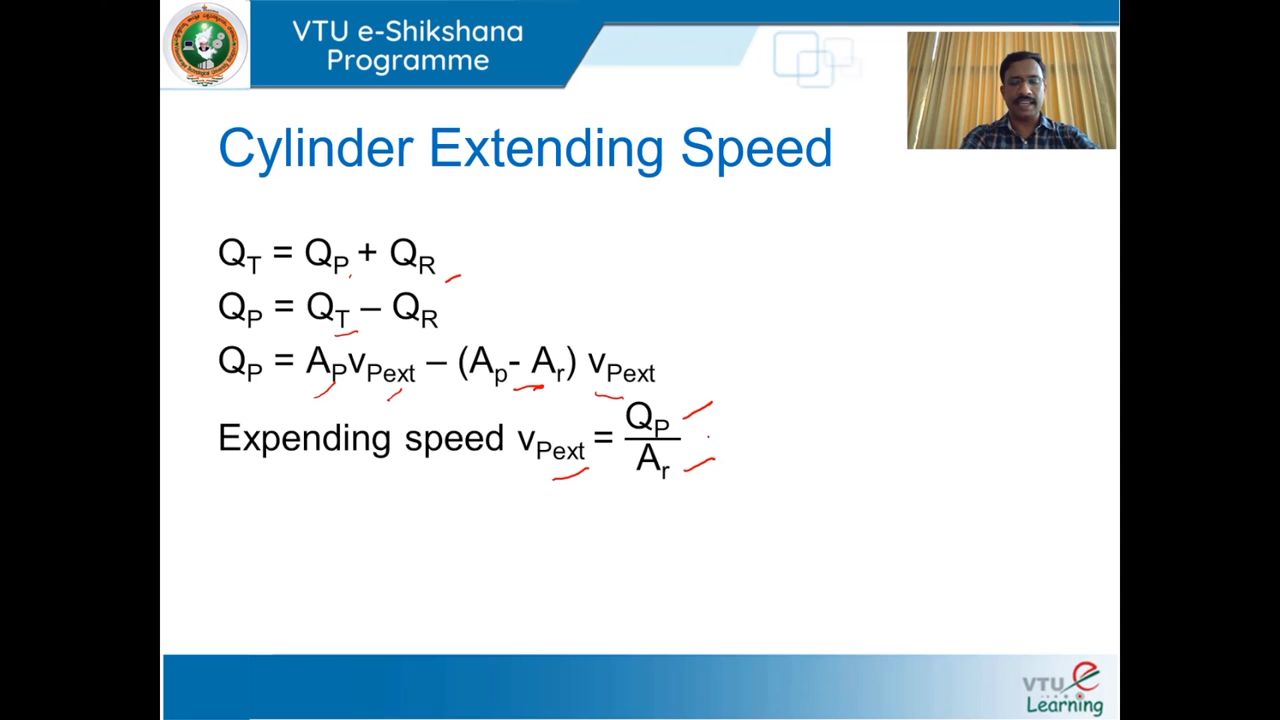 VTU e-Shikshana
Programme
Cylinder Extending Speed
Q_T = Q_P + Q_R
Q_P = Q_T – Q_R
Q_P = A_P v_Pext – (A_p - A_r) v_Pext
Expending speed v_Pext = Q_P / A_r
VTU e
Learning